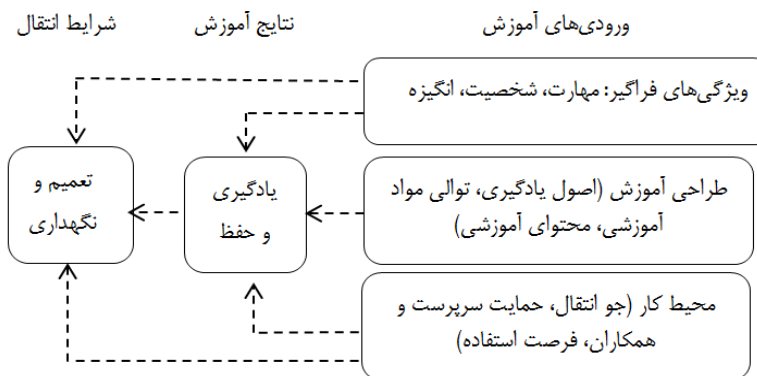 ورودی‌های آموزش
نتایج آموزش
شرایط انتقال
ویژگی‌های فراگیر: مهارت، شخصیت، انگیزه
طراحی آموزش (اصول یادگیری، توالی مواد
آموزشی، محتوای آموزشی)
محیط کار (جو انتقال، حمایت سرپرست و
همکاران، فرصت استفاده)
یادگیری
و حفظ
تعمیم و
نگهداری